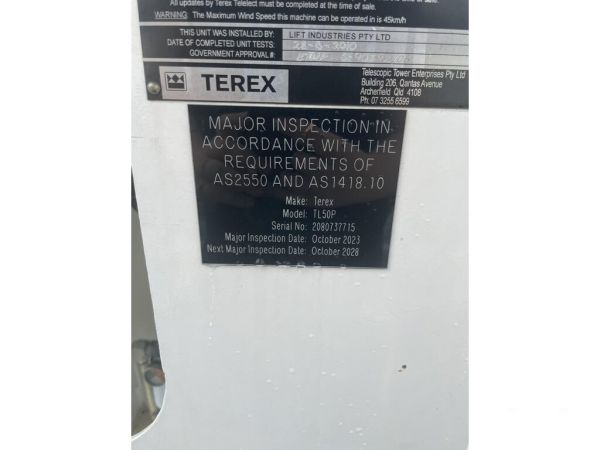 All updates by Terex Telelect must be completed at the time of sale.
WARNING: The Maximum Wind Speed this machine can be operated in is 45km/h
THIS UNIT WAS INSTALLED BY: LIFT INDUSTRIES PTY LTD
DATE OF COMPLETED UNIT TESTS: 28-8-2010
GOVERNMENT APPROVAL #:
TEREX
Telescopic Tower Enterprises Pty Ltd
Building 206, Qantas Avenue
Archerfield Qld 4108
Ph: 07 3255 6599
MAJOR INSPECTION IN
ACCORDANCE WITH THE
REQUIREMENTS OF
AS2550 AND AS1418.10
Make: Terex
Model: TL50P
Serial No: 2080737715
Major Inspection Date: October 2023
Next Major Inspection Date: October 2028